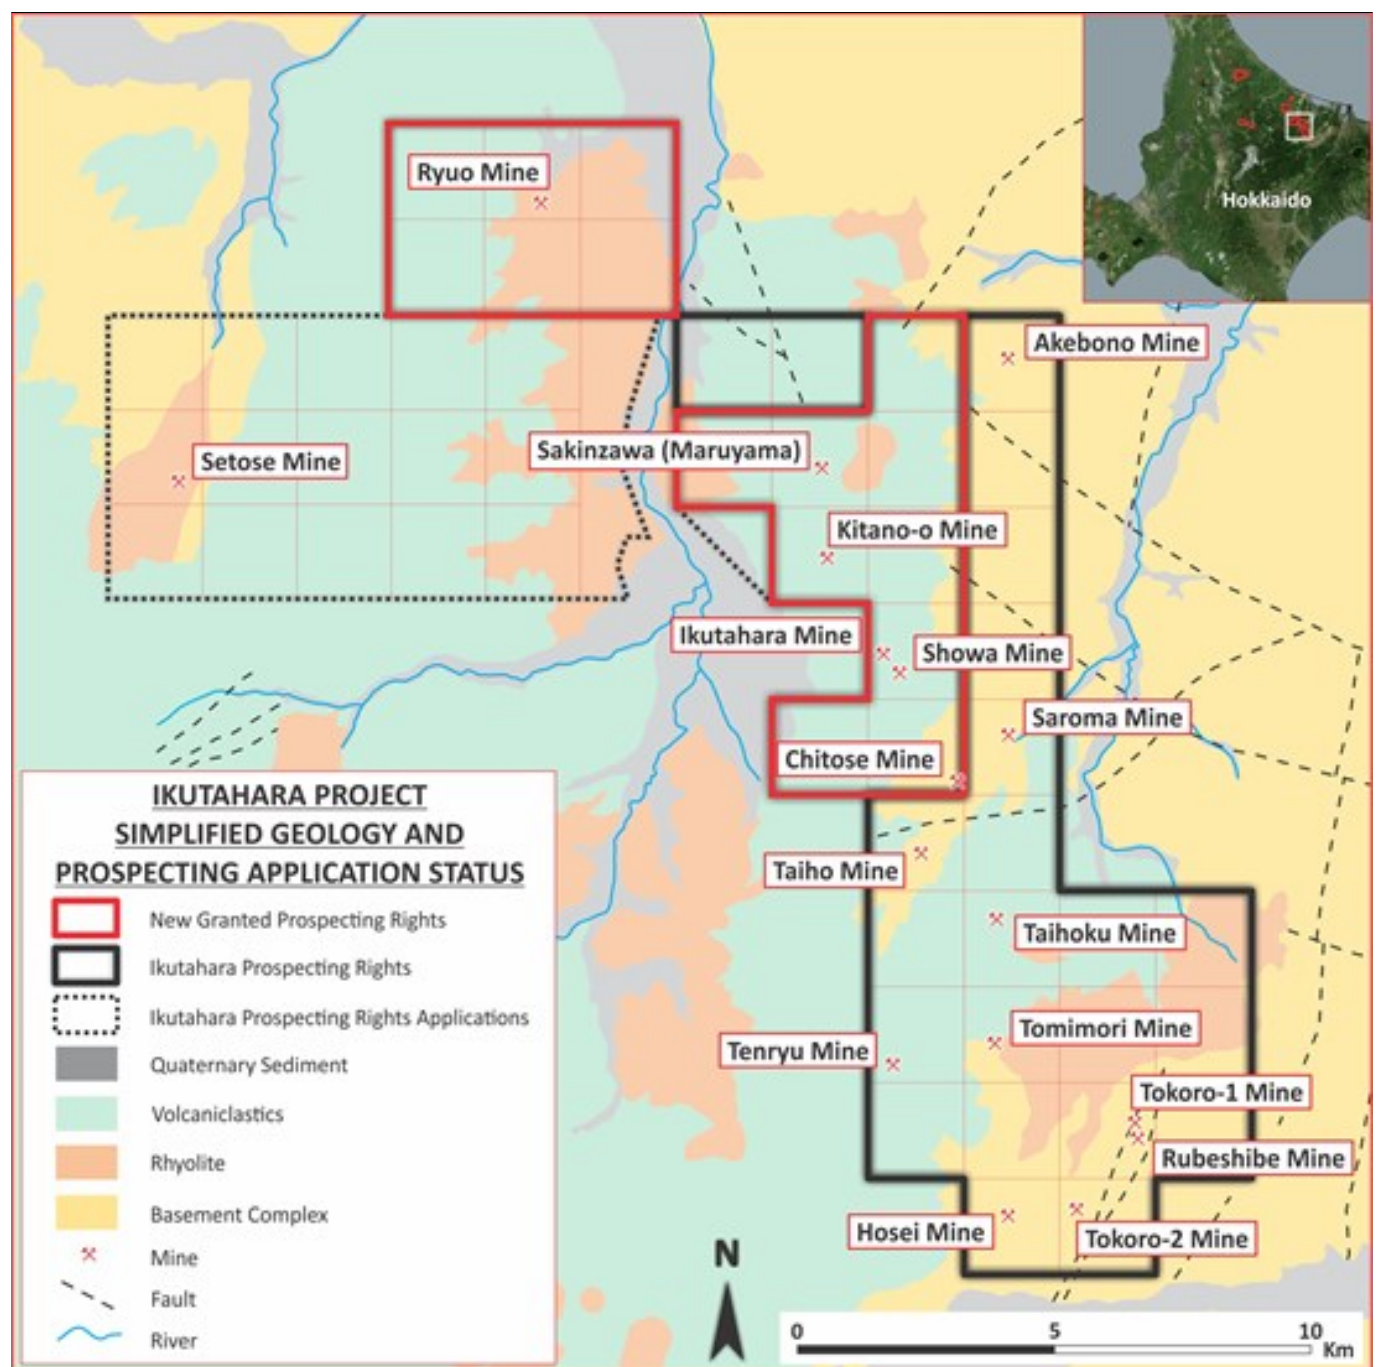 Hokkaido
Ryuo Mine
Akebono Mine
Setose Mine
Sakinzawa (Maruyama)
Kitano-o Mine
Ikutahara Mine
Showa Mine
Saroma Mine
Chitose Mine
Taiho Mine
Taihoku Mine
Tomimori Mine
Tenryu Mine
Tokoro-1 Mine
Rubeshibe Mine
Hosei Mine
Tokoro-2 Mine
IKUTAHARA PROJECT
SIMPLIFIED GEOLOGY AND
PROSPECTING APPLICATION STATUS
New Granted Prospecting Rights
Ikutahara Prospecting Rights
Ikutahara Prospecting Rights Applications
Quaternary Sediment
Volcaniclastics
Rhyolite
Basement Complex
Mine
Fault
River
N
0 5 10
Km